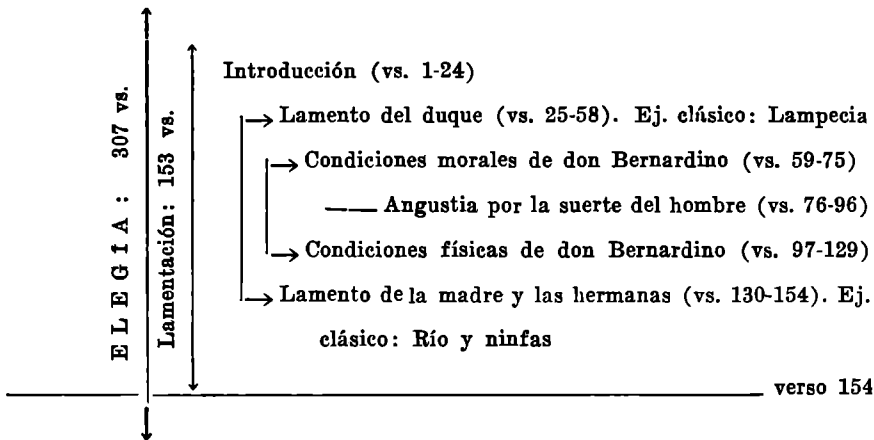 ELEGÍA: 307 vs.
Lamentación: 153 vs.
Introducción (vs. 1-24)
Lamento del duque (vs. 25-58). Ej. clásico: Lampecia
Condiciones morales de don Bernardino (vs. 59-75)
Angustia por la suerte del hombre (vs. 76-96)
Condiciones físicas de don Bernardino (vs. 97-129)
Lamento de la madre y las hermanas (vs. 130-154). Ej.
clásico: Río y ninfas
verso 154